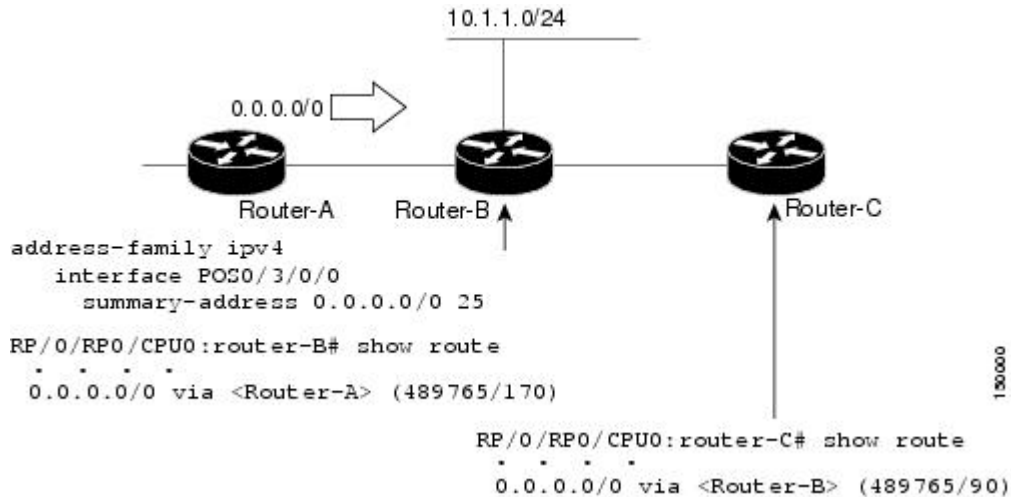 10.1.1.0/24
0.0.0.0/0
Router-A
Router-B
Router-C
address-family ipv4
interface POS0/3/0/0
summary-address 0.0.0.0/0 25
RP/0/RP0/CPU0:router-B# show route
. . . .
0.0.0.0/0 via <Router-A> (489765/170)
RP/0/RP0/CPU0:router-C# show route
. . . .
0.0.0.0/0 via <Router-B> (489765/90)
150000